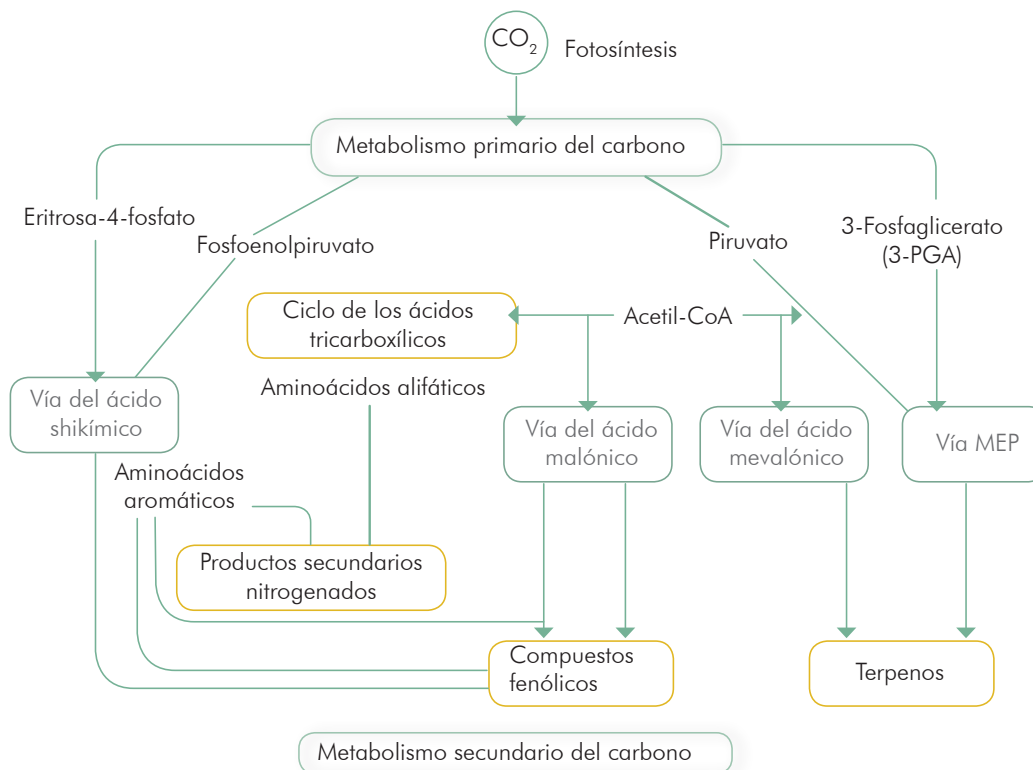 CO2
Fotosíntesis
Metabolismo primario del carbono
Eritrosa-4-fosfato
Fosfoenolpiruvato
Piruvato
3-Fosfaglicerato
(3-PGA)
Ciclo de los ácidos
tricarboxílicos
Acetil-CoA
Aminoácidos alifáticos
Vía del ácido
shikímico
Vía del ácido
malónico
Vía del ácido
mevalónico
Vía MEP
Aminoácidos
aromáticos
Productos secundarios
nitrogenados
Compuestos
fenólicos
Terpenos
Metabolismo secundario del carbono